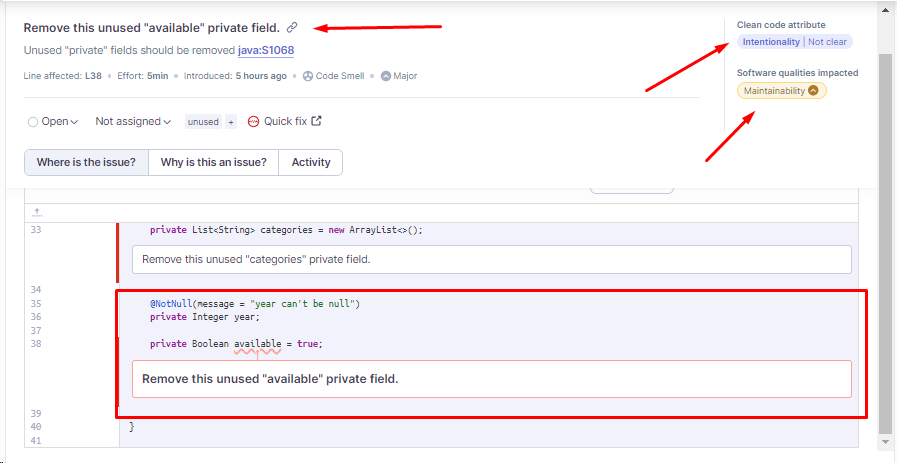 Remove this unused "available" private field.
Unused "private" fields should be removed java:S1068
Line affected: L38 • Effort: 5min • Introduced: 5 hours ago • Code Smell • Major
Clean code attribute
Intentionality | Not clear
Software qualities impacted
Maintainability
Open Not assigned unused + Quick fix
Where is the issue? Why is this an issue? Activity
33 private List<String> categories = new ArrayList<>();
Remove this unused "categories" private field.
34
35 @NotNull(message = "year can't be null")
36 private Integer year;
37
38 private Boolean available = true;
Remove this unused "available" private field.
39
40 }
41